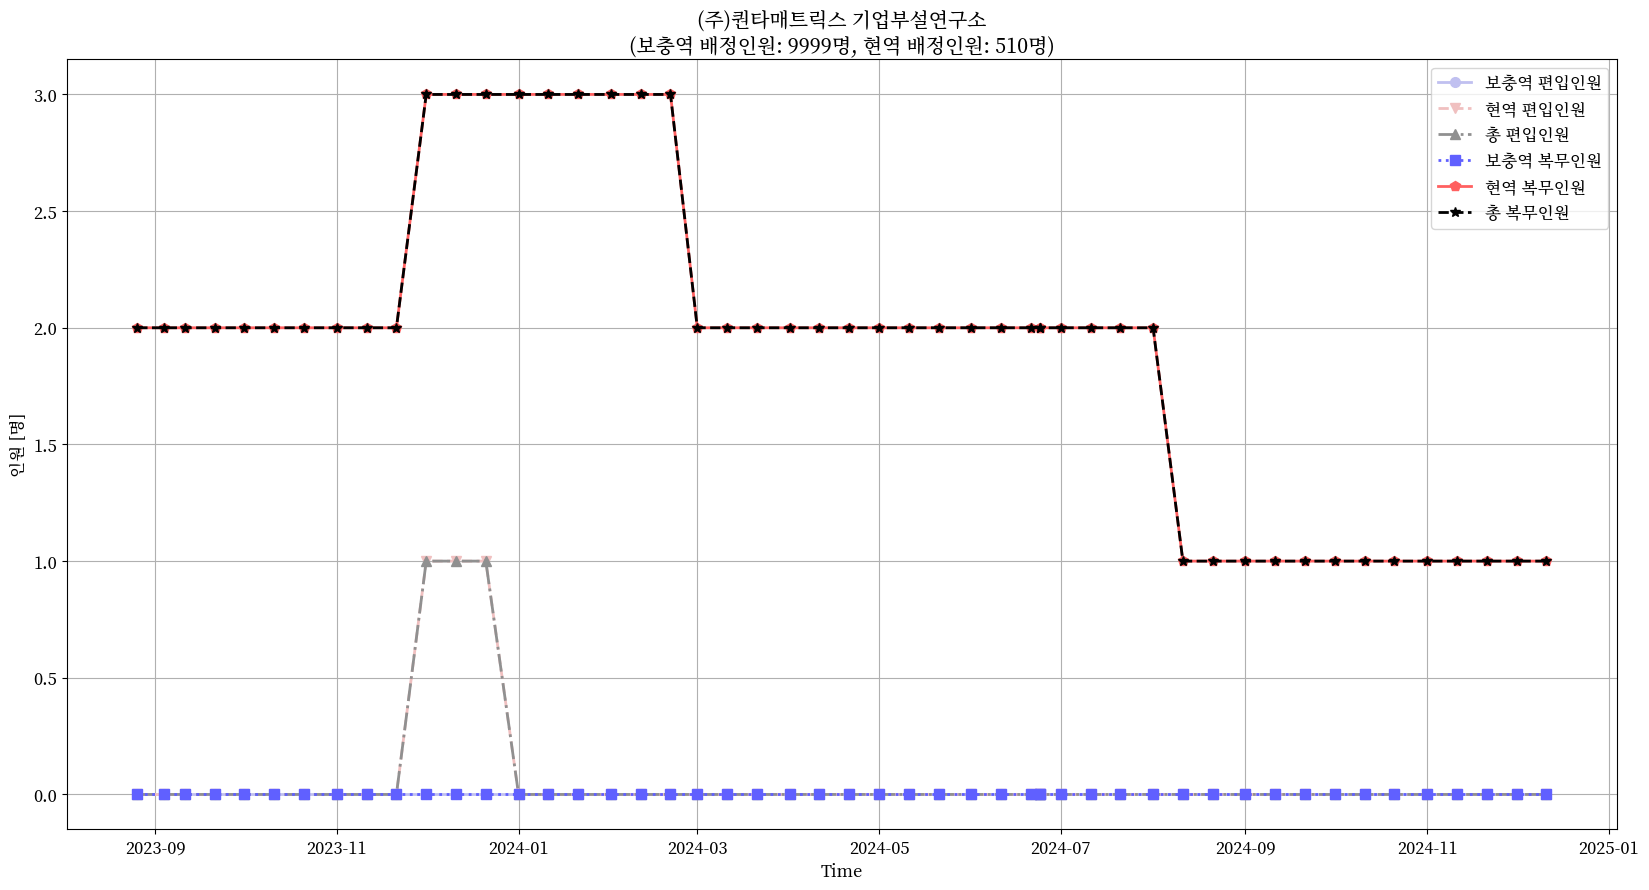 (주)퀀타매트릭스 기업부설연구소
(보충역 배정인원: 9999명, 현역 배정인원: 510명)
보충역 편입인원
현역 편입인원
총 편입인원
보충역 복무인원
현역 복무인원
총 복무인원
인원 [명]
3.0
2.5
2.0
1.5
1.0
0.5
0.0
2023-09
2023-11
2024-01
2024-03
2024-05
2024-07
2024-09
2024-11
2025-01
Time